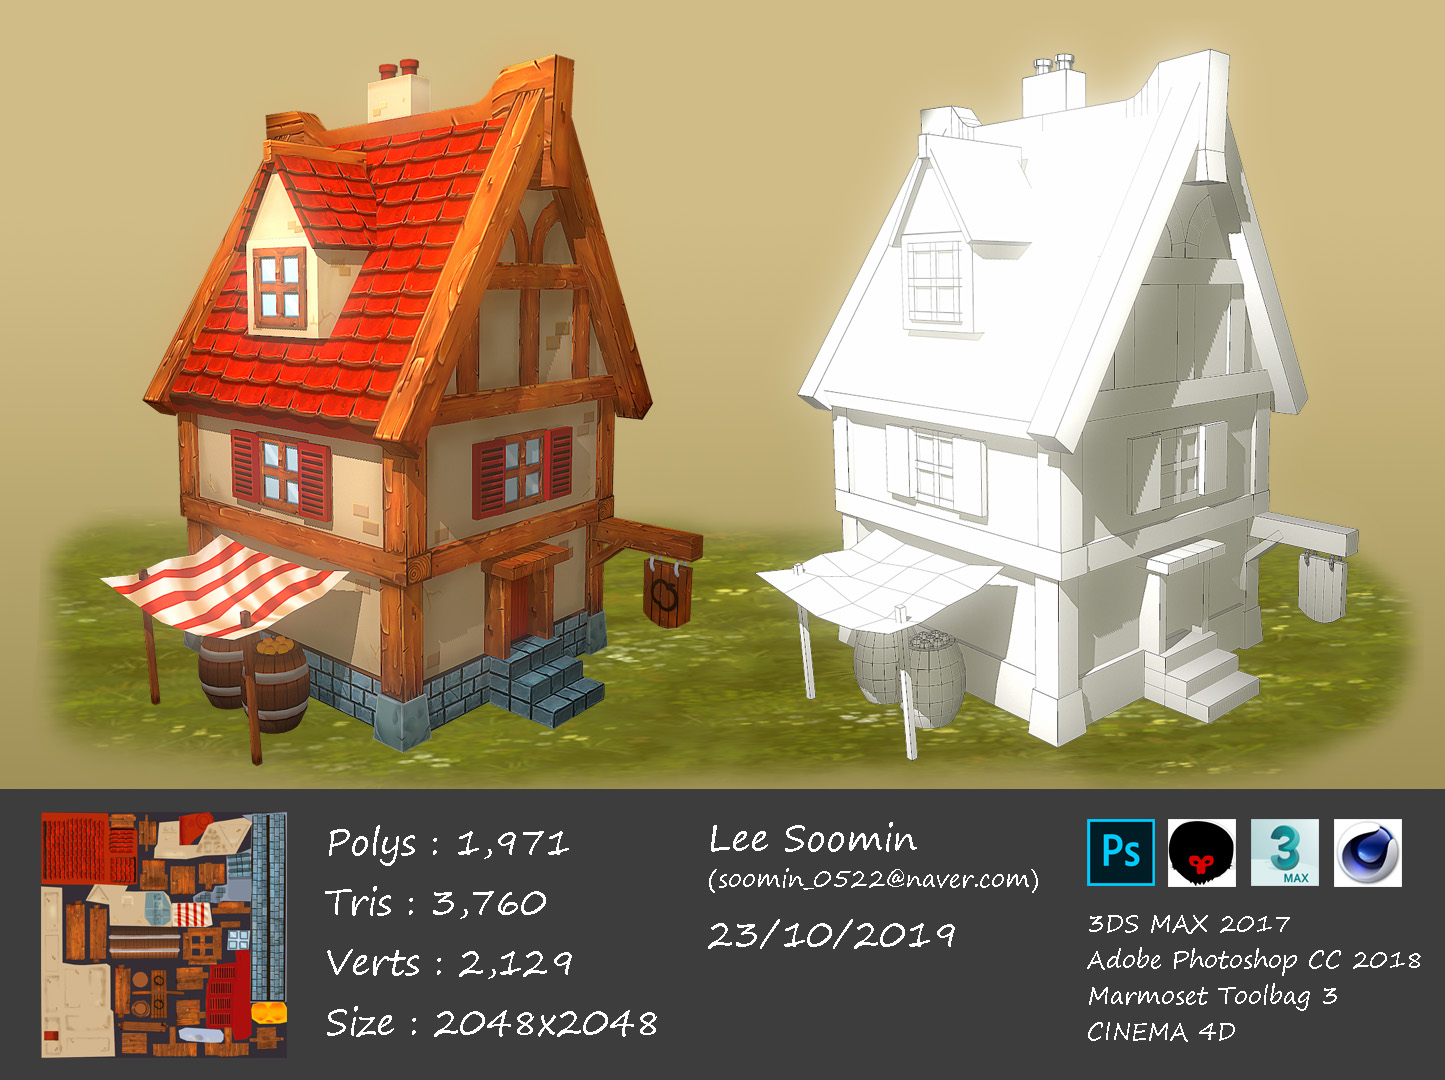 Polys : 1,971
Tris : 3,760
Verts : 2,129
Size : 2048x2048
Lee Soomin
(soomin_0522@naver.com)
23/10/2019
Ps
3
MAX
3DS MAX 2017
Adobe Photoshop CC 2018
Marmoset Toolbag 3
CINEMA 4D